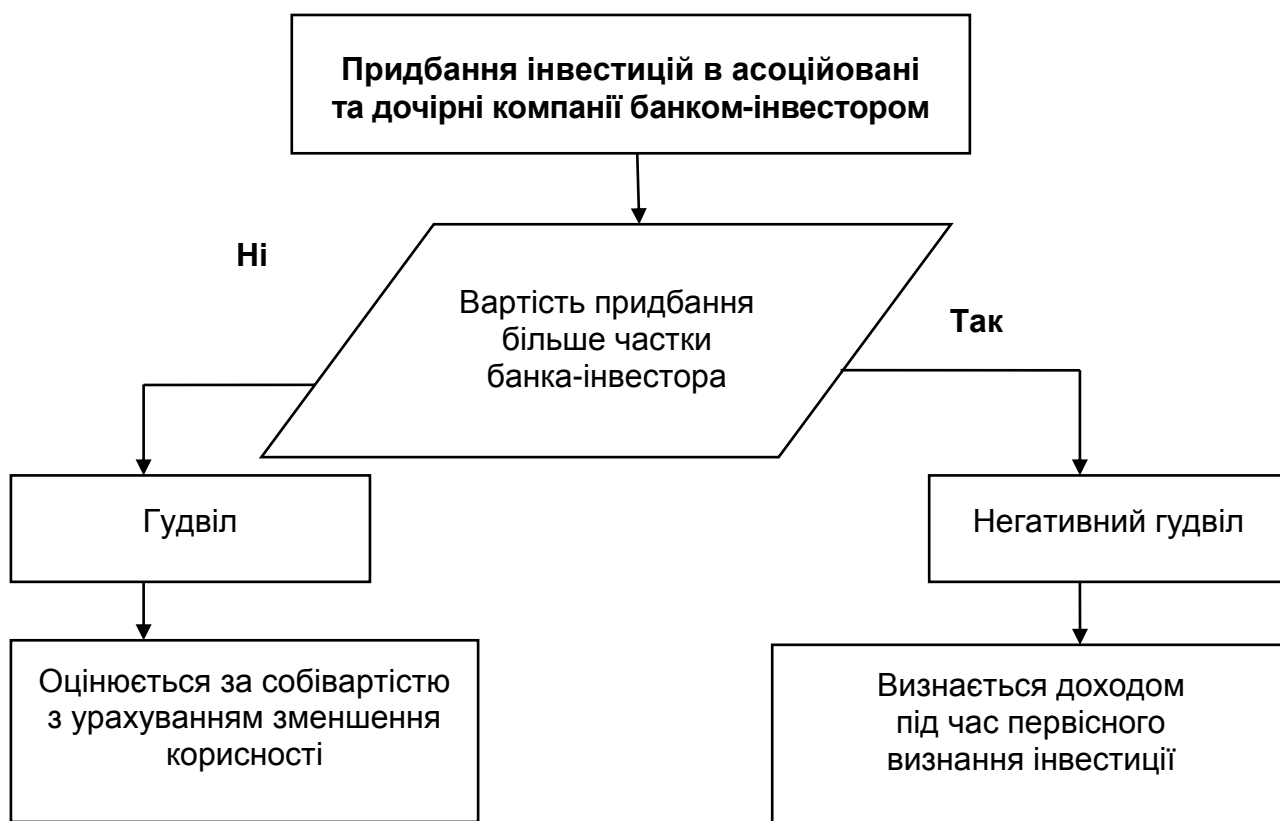 Придбання інвестицій в асоційовані
та дочірні компанії банком-інвестором
Ні
Вартість придбання
більше частки
банка-інвестора
Так
Гудвіл
Негативний гудвіл
Оцінюється за собівартістю
з урахуванням зменшення
корисності
Визнається доходом
під час первісного
визнання інвестиції